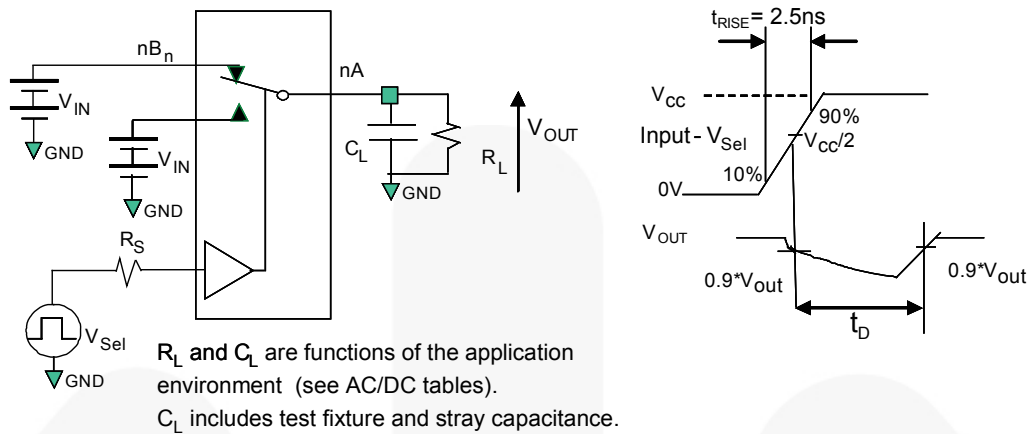 nB_n
nA
V_IN
GND
V_IN
GND
C_L
GND
R_L
V_OUT
R_S
V_Sel
GND
R_L and C_L are functions of the application
environment (see AC/DC tables).
C_L includes test fixture and stray capacitance.
t_RISE = 2.5ns
V_CC
90%
Input - V_Sel
V_CC/2
10%
0V
V_OUT
0.9*V_out
0.9*V_out
t_D